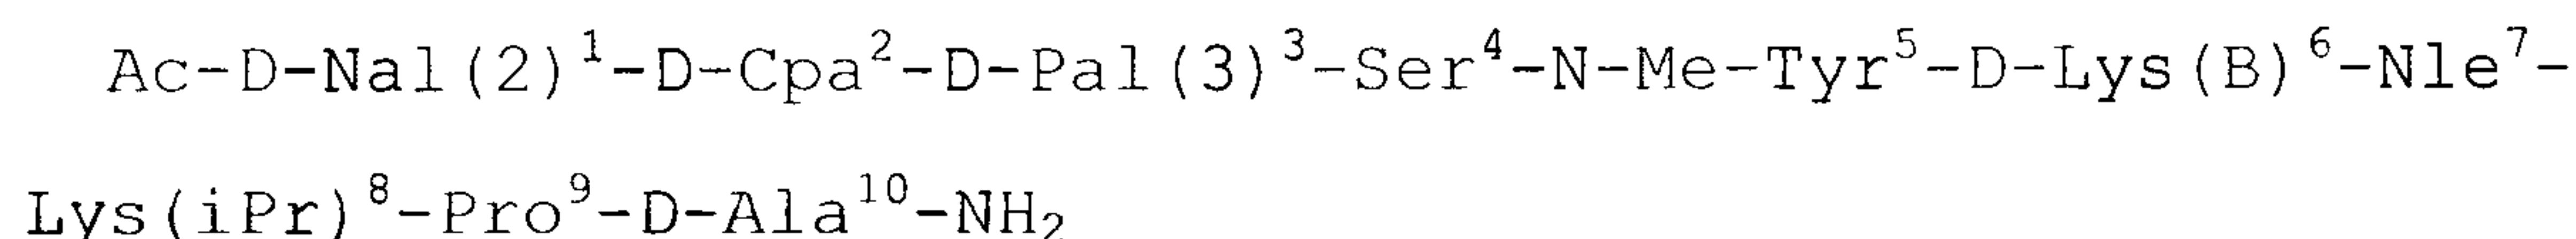 Ac-D-Nal(2)¹-D-Cpa²-D-Pal(3)³-Ser⁴-N-Me-Tyr⁵-D-Lys(B)⁶-Nle⁷-
Lys(iPr)⁸-Pro⁹-D-Ala¹⁰-NH₂